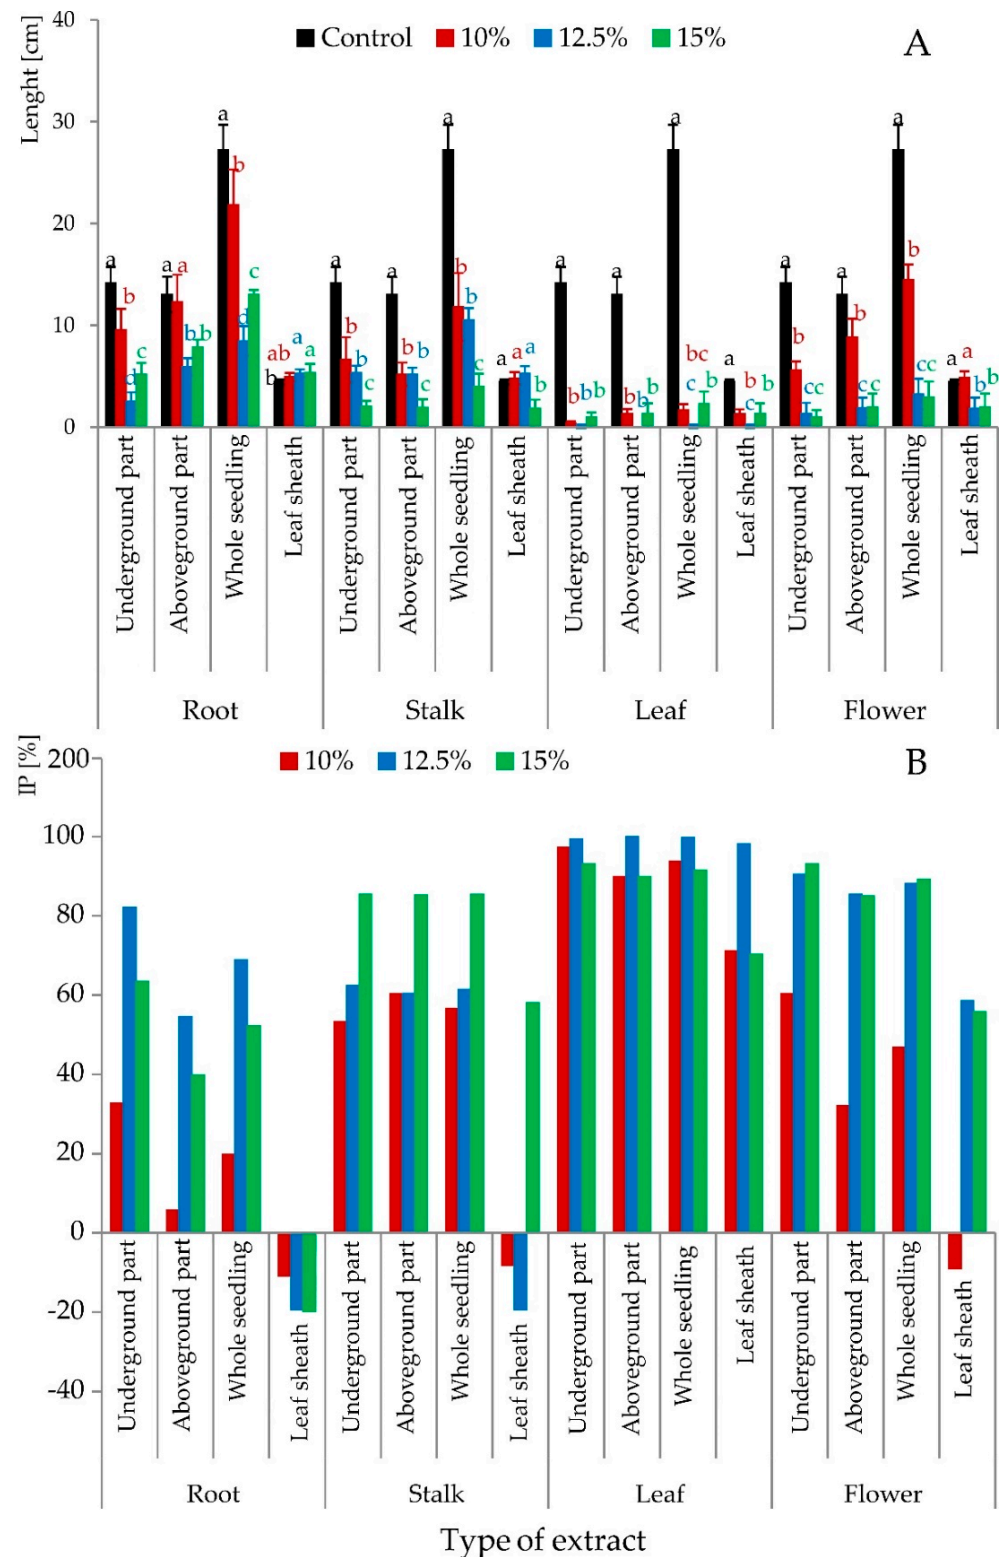 40
Control 10% 12.5% 15%
A
Lenght [cm]
a
30
a a a
b
20
c
b b
a a a a b d c a a b b b b c a a b b c b c ab b a a a a a b
a a b b b b b b c b bc c b a b c b
a a b b c c c c c c a a b b
10
0
Underground part
Aboveground part
Whole seedling
Leaf sheath
Underground part
Aboveground part
Whole seedling
Leaf sheath
Underground part
Aboveground part
Whole seedling
Leaf sheath
Underground part
Aboveground part
Whole seedling
Leaf sheath
Root Stalk Leaf Flower
IP [%]
200
10% 12.5% 15%
B
100
80
60
40
20
0
-20
-40
Underground part
Aboveground part
Whole seedling
Leaf sheath
Underground part
Aboveground part
Whole seedling
Leaf sheath
Underground part
Aboveground part
Whole seedling
Leaf sheath
Underground part
Aboveground part
Whole seedling
Leaf sheath
Root Stalk Leaf Flower
Type of extract